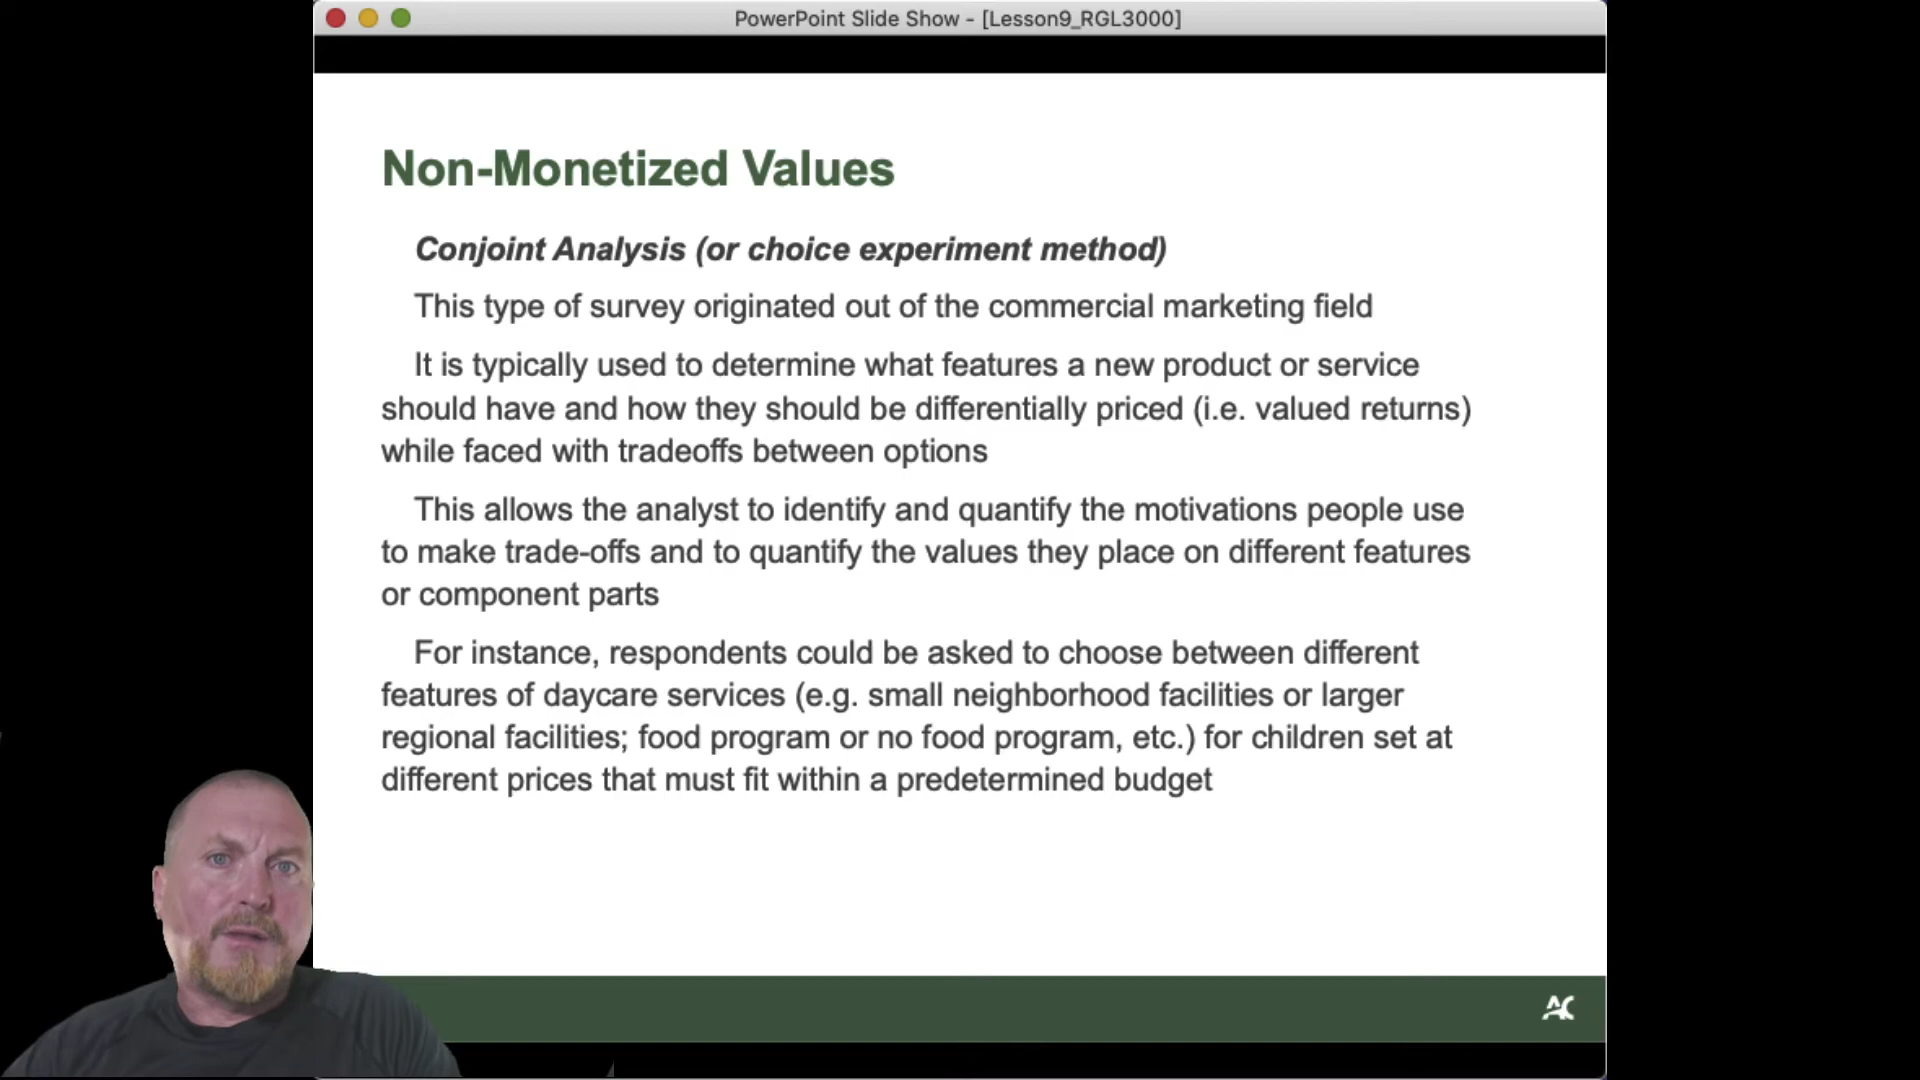 PowerPoint Slide Show - [Lesson9_RGL3000]
Non-Monetized Values
Conjoint Analysis (or choice experiment method)
This type of survey originated out of the commercial marketing field
It is typically used to determine what features a new product or service
should have and how they should be differentially priced (i.e. valued returns)
while faced with tradeoffs between options
This allows the analyst to identify and quantify the motivations people use
to make trade-offs and to quantify the values they place on different features
or component parts
For instance, respondents could be asked to choose between different
features of daycare services (e.g. small neighborhood facilities or larger
regional facilities; food program or no food program, etc.) for children set at
different prices that must fit within a predetermined budget
AC